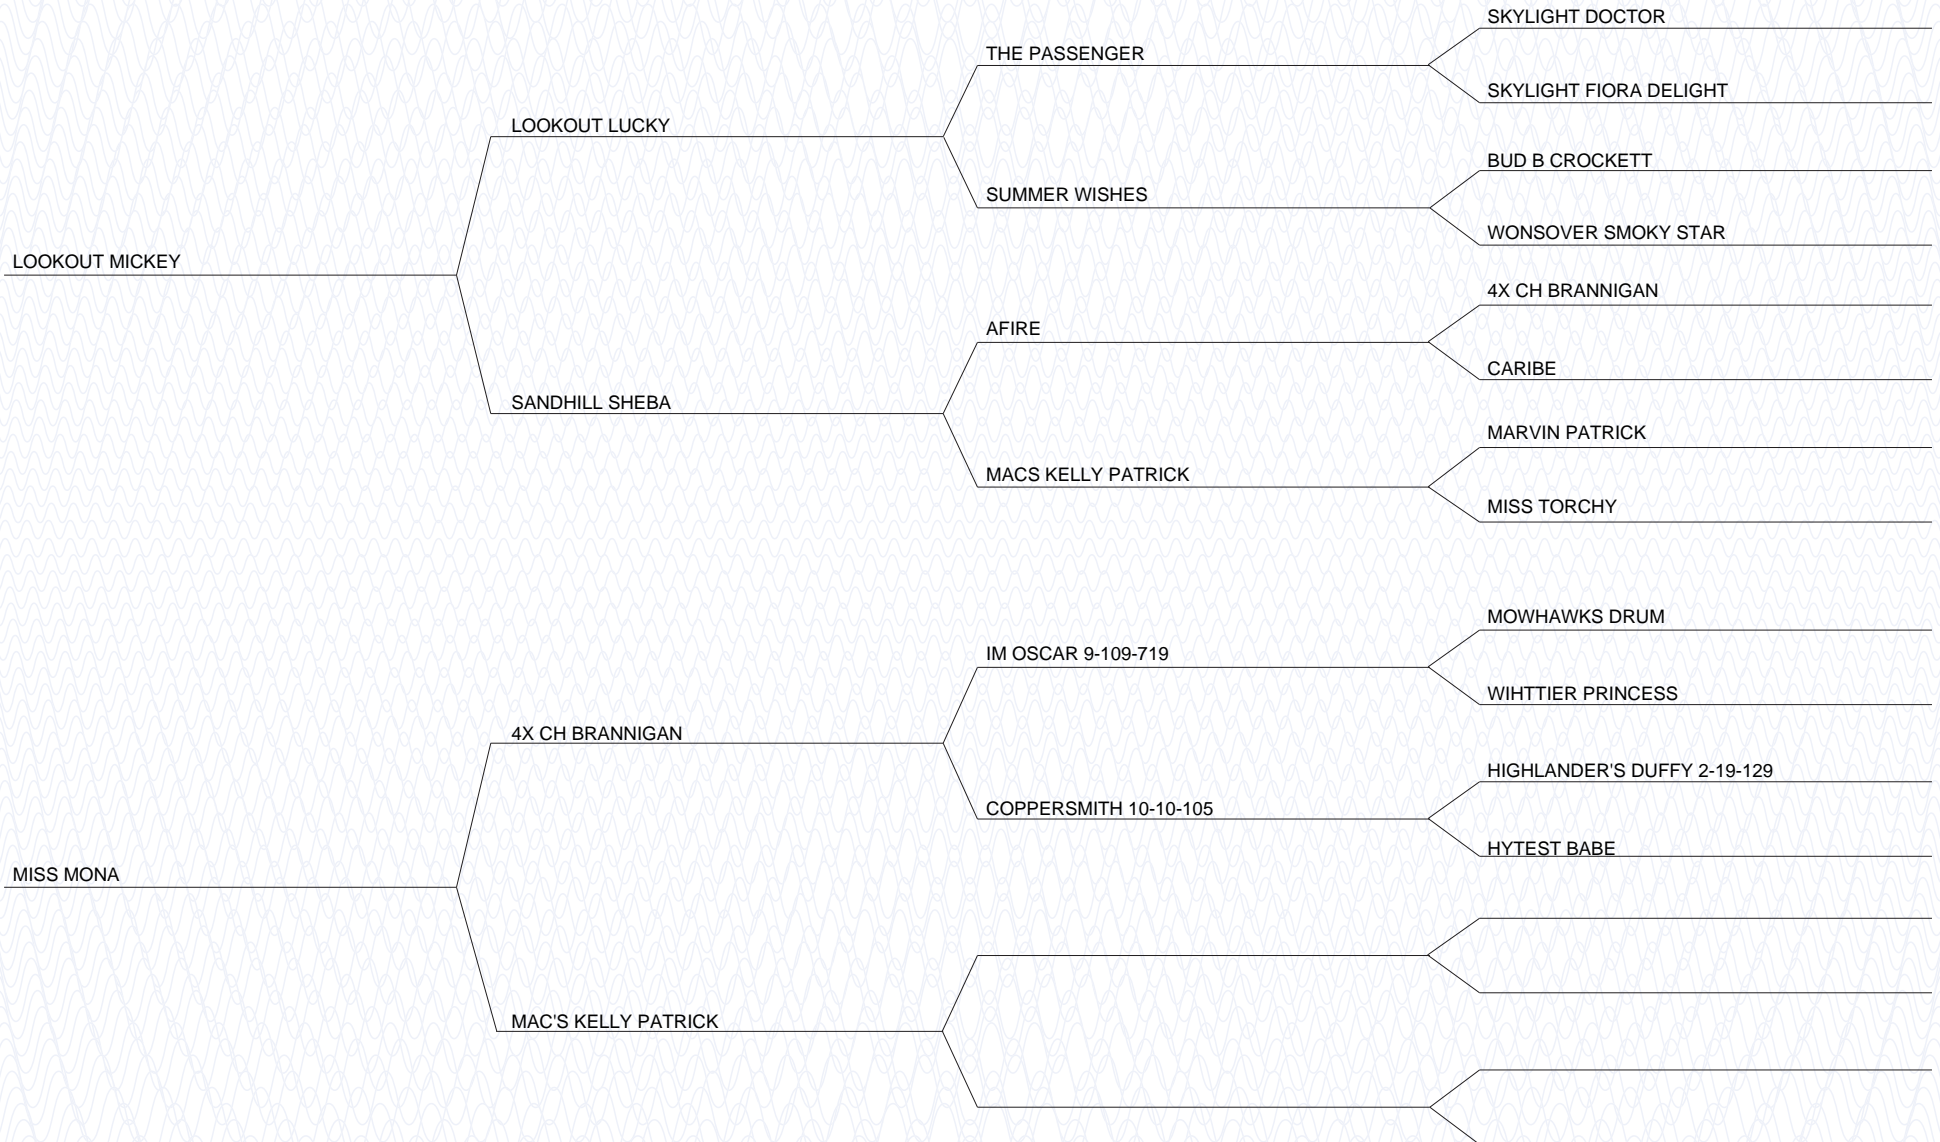 SKYLIGHT DOCTOR
THE PASSENGER
SKYLIGHT FIORA DELIGHT
LOOKOUT LUCKY
BUD B CROCKETT
SUMMER WISHES
WONSOVER SMOKY STAR
LOOKOUT MICKEY
4X CH BRANNIGAN
AFIRE
CARIBE
SANDHILL SHEBA
MARVIN PATRICK
MACS KELLY PATRICK
MISS TORCHY
MOWHAWKS DRUM
IM OSCAR 9-109-719
WIHTTIER PRINCESS
4X CH BRANNIGAN
HIGHLANDER'S DUFFY 2-19-129
COPPERSMITH 10-10-105
HYTEST BABE
MISS MONA
MAC'S KELLY PATRICK